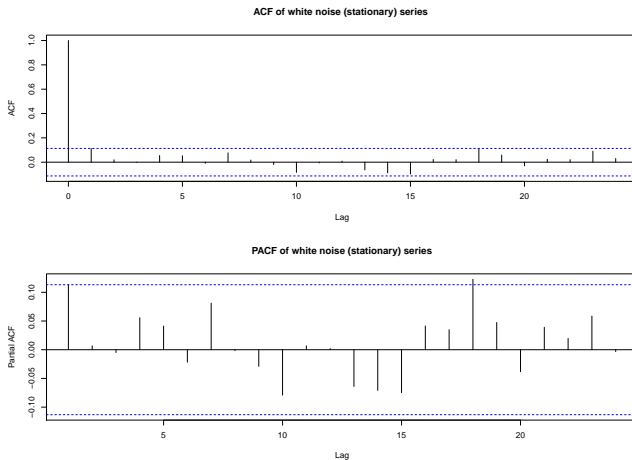 ACF of white noise (stationary) series
1.0
0.8
0.6
0.4
0.2
0.0
ACF
0 5 10 15 20
Lag
PACF of white noise (stationary) series
0.10
0.05
0.00
−0.05
−0.10
Partial ACF
5 10 15 20
Lag